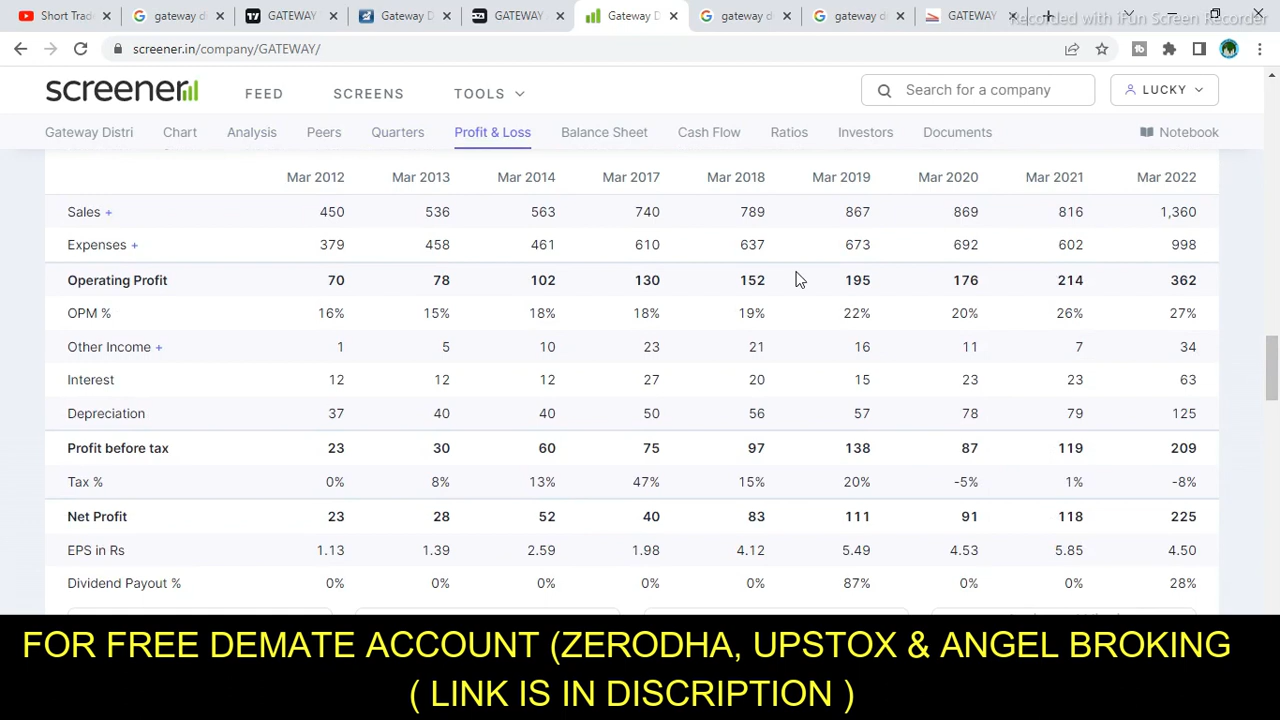 Short Trade
gateway di
GATEWAY
Gateway D
GATEWAY
Gateway D
gateway d
gateway d
GATEWAY
Recorded with iFun Screen Recorder
screener.in/company/GATEWAY/
screener
FEED
SCREENS
TOOLS
Search for a company
LUCKY
Gateway Distri Chart Analysis Peers Quarters Profit & Loss Balance Sheet Cash Flow Ratios Investors Documents Notebook
Mar 2012 Mar 2013 Mar 2014 Mar 2017 Mar 2018 Mar 2019 Mar 2020 Mar 2021 Mar 2022
Sales + 450 536 563 740 789 867 869 816 1,360
Expenses + 379 458 461 610 637 673 692 602 998
Operating Profit 70 78 102 130 152 195 176 214 362
OPM % 16% 15% 18% 18% 19% 22% 20% 26% 27%
Other Income + 1 5 10 23 21 16 11 7 34
Interest 12 12 12 27 20 15 23 23 63
Depreciation 37 40 40 50 56 57 78 79 125
Profit before tax 23 30 60 75 97 138 87 119 209
Tax % 0% 8% 13% 47% 15% 20% -5% 1% -8%
Net Profit 23 28 52 40 83 111 91 118 225
EPS in Rs 1.13 1.39 2.59 1.98 4.12 5.49 4.53 5.85 4.50
Dividend Payout % 0% 0% 0% 0% 0% 87% 0% 0% 28%
FOR FREE DEMATE ACCOUNT (ZERODHA, UPSTOX & ANGEL BROKING
( LINK IS IN DISCRIPTION )